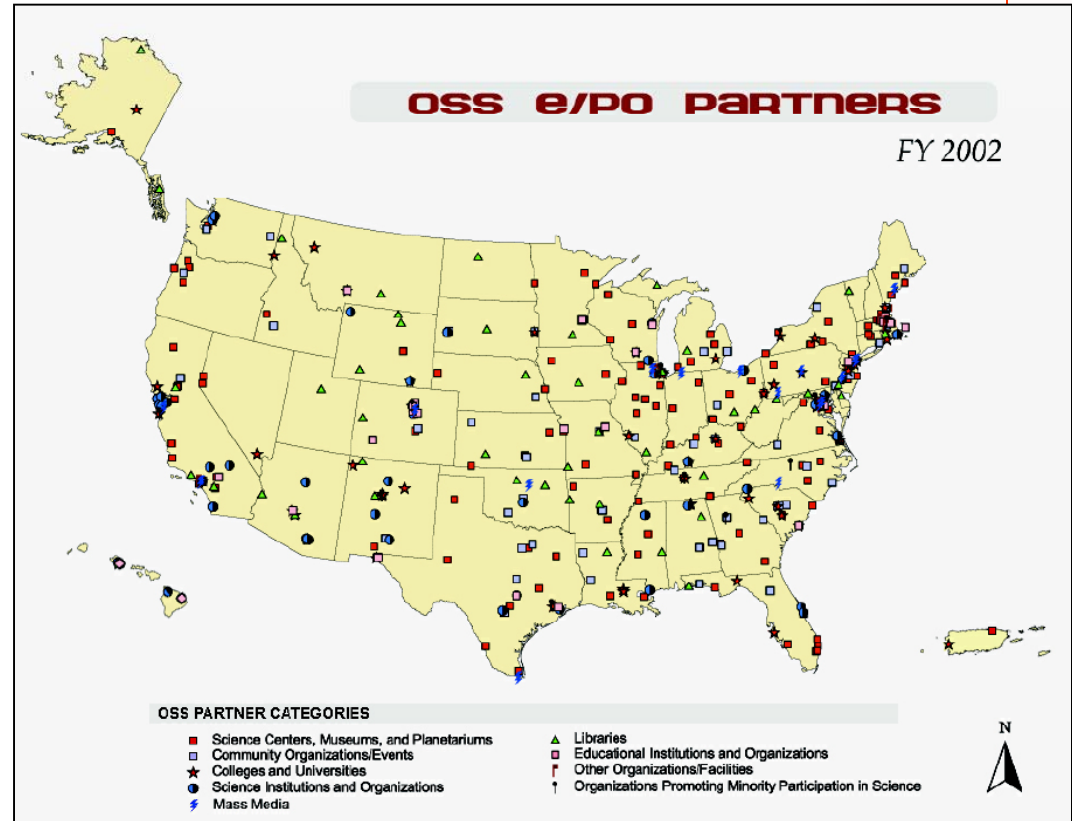 OSS E/PO PARTNERS
FY 2002
OSS PARTNER CATEGORIES
Science Centers, Museums, and Planetariums
Community Organizations/Events
Colleges and Universities
Science Institutions and Organizations
Mass Media
Libraries
Educational Institutions and Organizations
Other Organizations/Facilities
Organizations Promoting Minority Participation in Science
N